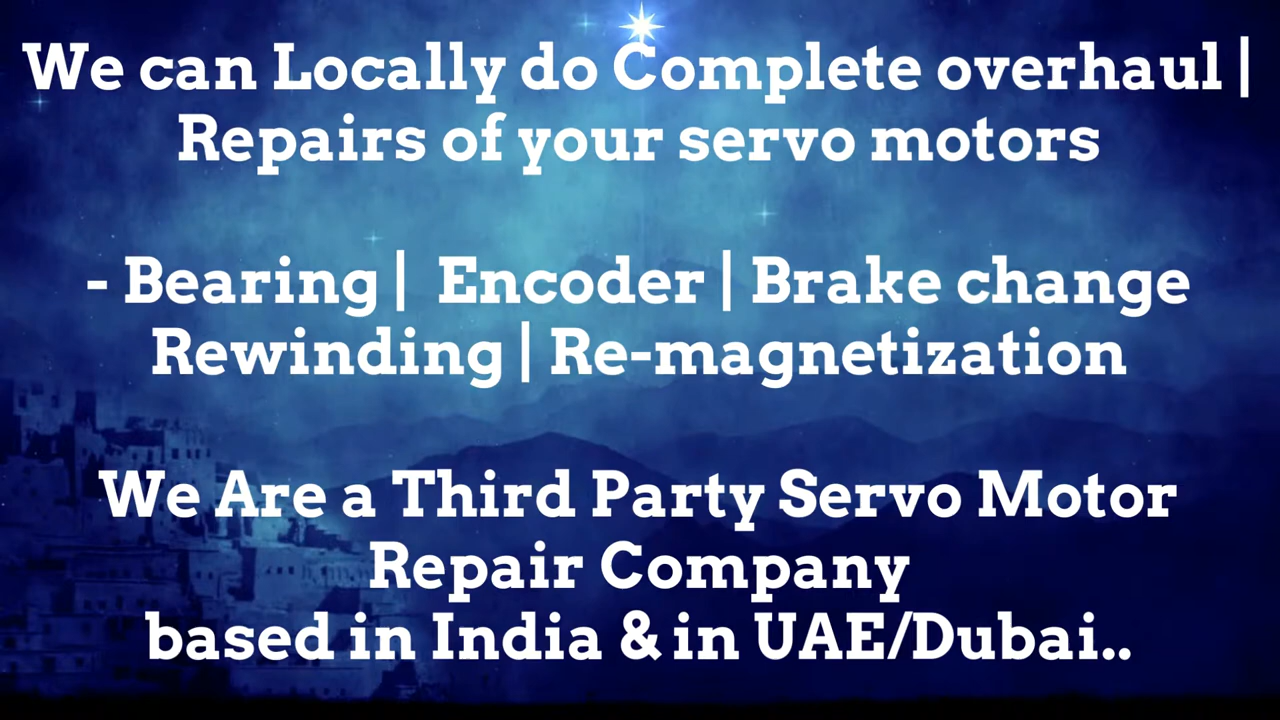 We can Locally do Complete overhaul |
Repairs of your servo motors
- Bearing | Encoder | Brake change
Rewinding | Re-magnetization
We Are a Third Party Servo Motor
Repair Company
based in India & in UAE/Dubai..